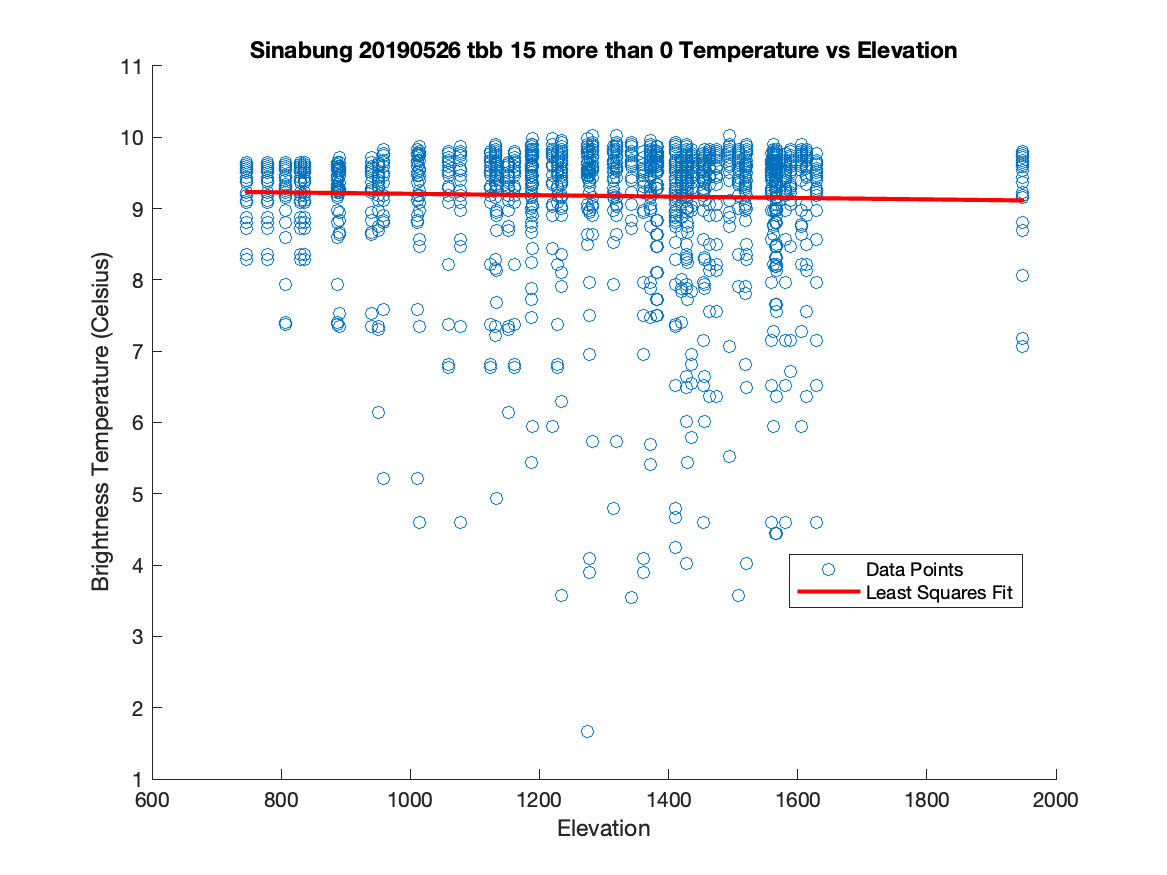 Sinabung 20190526 tbb 15 more than 0 Temperature vs Elevation
11
10
9
8
7
6
5
4
3
2
1
Brightness Temperature (Celsius)
Data Points
Least Squares Fit
600 800 1000 1200 1400 1600 1800 2000
Elevation